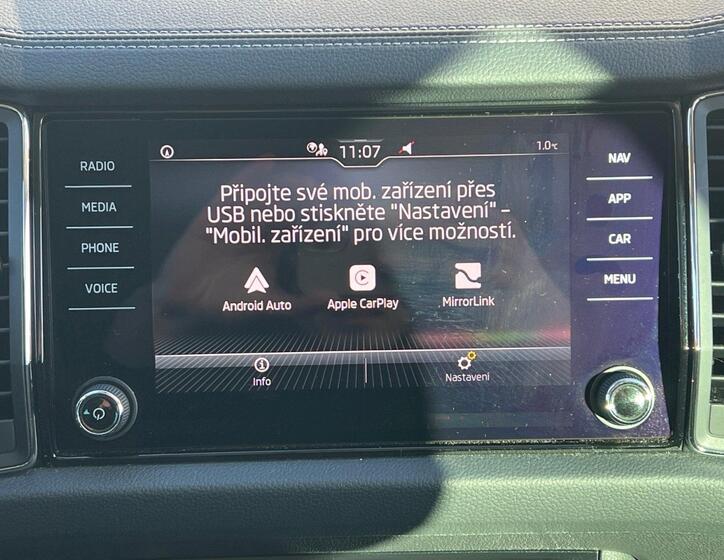 11:07
1.0°C
RADIO
MEDIA
PHONE
VOICE
Připojte své mob. zařízení přes
USB nebo stiskněte "Nastavení" –
"Mobil. zařízení" pro více možností.
Android Auto
Apple CarPlay
MirrorLink
Info
Nastavení
NAV
APP
CAR
MENU